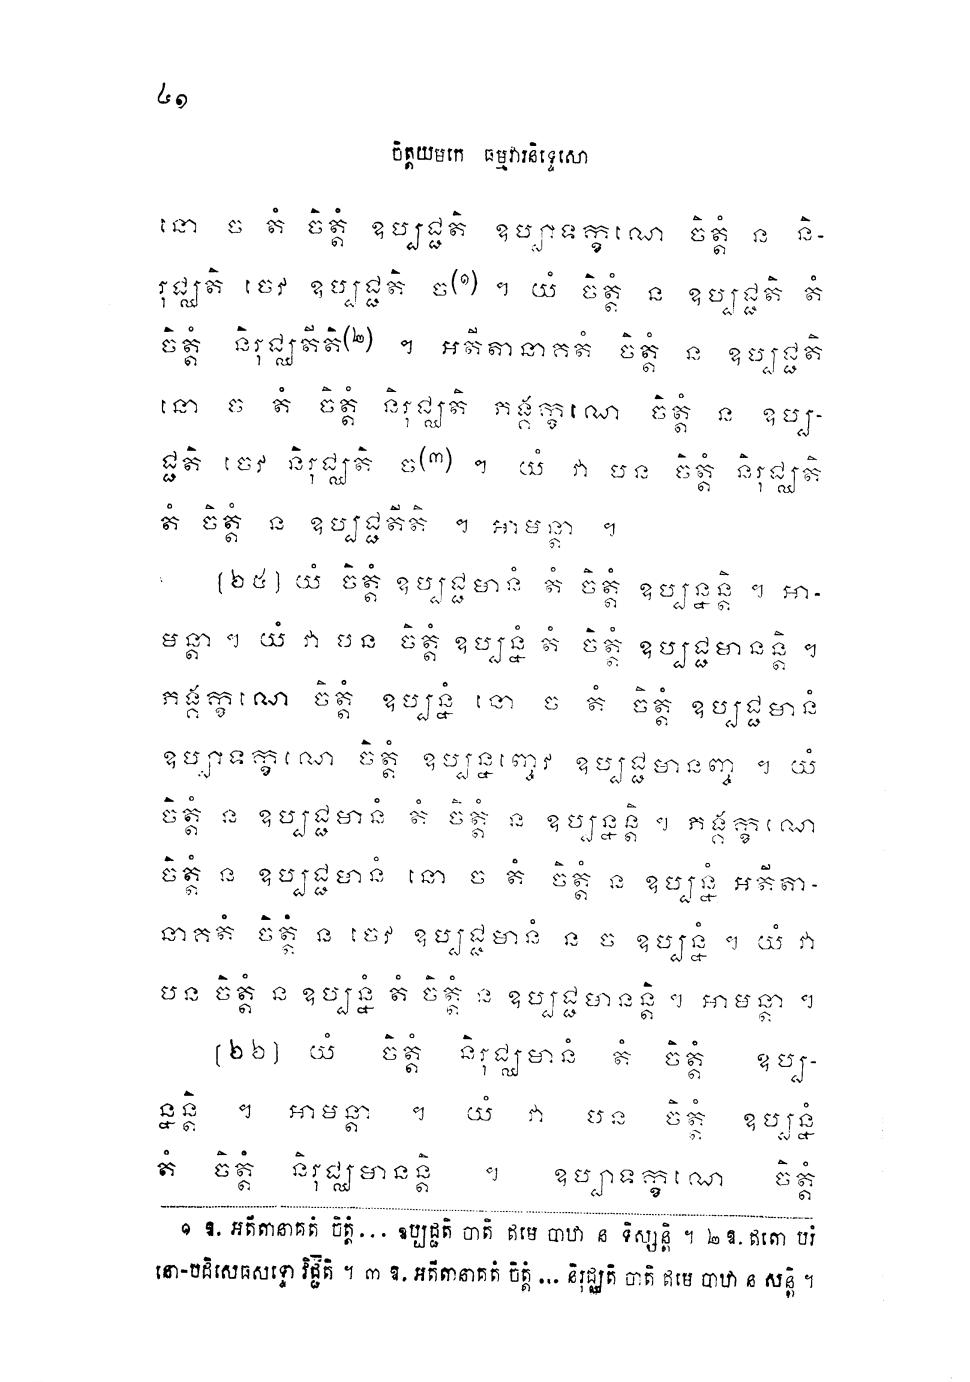 ៤១
ចិត្តយមកេ ធម្មវារនិទ្ទេសោ
នោ ច តំ ចិត្តំ ឧប្បជ្ជតិ ឧប្បាទក្ខណេ ចិត្តំ ន និ-
រុជ្ឈតិ ចេវ ឧប្បជ្ជតិ ច(១) ។ យំ ចិត្តំ ន ឧប្បជ្ជតិ តំ
ចិត្តំ និរុជ្ឈតីតិ(២) ។ អតីតានាគតំ ចិត្តំ ន ឧប្បជ្ជតិ
នោ ច តំ ចិត្តំ និរុជ្ឈតិ ភង្គក្ខណេ ចិត្តំ ន ឧប្ប-
ជ្ជតិ ចេវ និរុជ្ឈតិ ច(៣) ។ យំ វា បន ចិត្តំ និរុជ្ឈតិ
តំ ចិត្តំ ន ឧប្បជ្ជតីតិ ។ អាមន្តា ។
(២៥) យំ ចិត្តំ ឧប្បជ្ជមានំ តំ ចិត្តំ ឧប្បន្នន្តិ ។ អា-
មន្តា ។ យំ វា បន ចិត្តំ ឧប្បន្នំ តំ ចិត្តំ ឧប្បជ្ជមានន្តិ ។
ភង្គក្ខណេ ចិត្តំ ឧប្បន្នំ នោ ច តំ ចិត្តំ ឧប្បជ្ជមានំ
ឧប្បាទក្ខណេ ចិត្តំ ឧប្បន្នញ្ចេវ ឧប្បជ្ជមានញ្ច ។ យំ
ចិត្តំ ន ឧប្បជ្ជមានំ តំ ចិត្តំ ន ឧប្បន្នន្តិ ។ ភង្គក្ខណេ
ចិត្តំ ន ឧប្បជ្ជមានំ នោ ច តំ ចិត្តំ ន ឧប្បន្នំ អតីតា-
នាគតំ ចិត្តំ ន ចេវ ឧប្បជ្ជមានំ ន ច ឧប្បន្នំ ។ យំ វា
បន ចិត្តំ ន ឧប្បន្នំ តំ ចិត្តំ ន ឧប្បជ្ជមានន្តិ ។ អាមន្តា ។
(២៦) យំ ចិត្តំ និរុជ្ឈមានំ តំ ចិត្តំ ឧប្ប-
ន្នន្តិ ។ អាមន្តា ។ យំ វា បន ចិត្តំ ឧប្បន្នំ
តំ ចិត្តំ និរុជ្ឈមានន្តិ ។ ឧប្បាទក្ខណេ ចិត្តំ
១ ឧ. អតីតានាគតំ ចិត្តំ... ឧប្បជ្ជតិ បាតិ ឥមេ បាឋា ន ទិស្សន្តិ ។ ២ ឧ. ឥតោ បរំ
នោ-បដិសេធសទ្ទោ វិជ្ជតិ ។ ៣ ឧ. អតីតានាគតំ ចិត្តំ ... និរុជ្ឈតិ បាតិ ឥមេ បាឋា ន សន្តិ ។